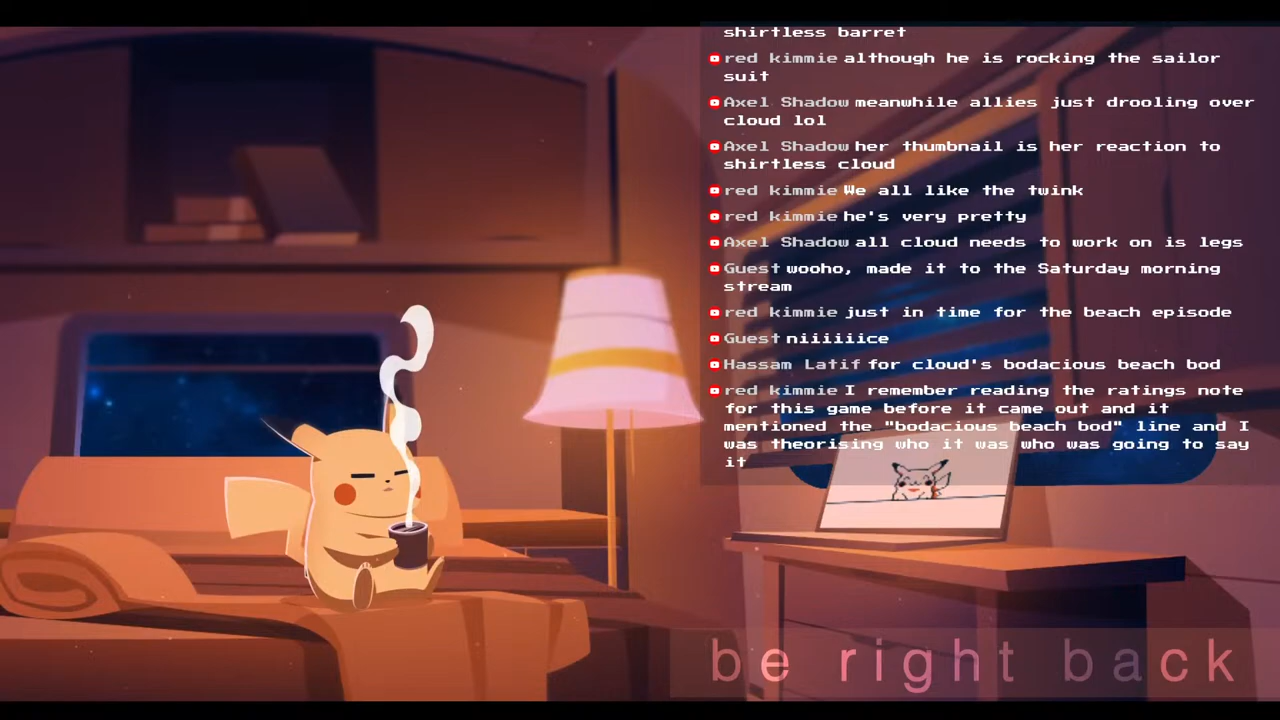 shirtless barret
red kimmie although he is rocking the sailor
suit
Axel Shadow meanwhile allies just drooling over
cloud lol
Axel Shadow her thumbnail is her reaction to
shirtless cloud
red kimmie We all like the twink
red kimmie he's very pretty
Axel Shadow all cloud needs to work on is legs
Guest wooho, made it to the Saturday morning
stream
red kimmie just in time for the beach episode
Guest niiiiiice
Hassam Latif for cloud's bodacious beach bod
red kimmie I remember reading the ratings note
for this game before it came out and it
mentioned the "bodacious beach bod" line and I
was theorising who it was who was going to say
it
be right back